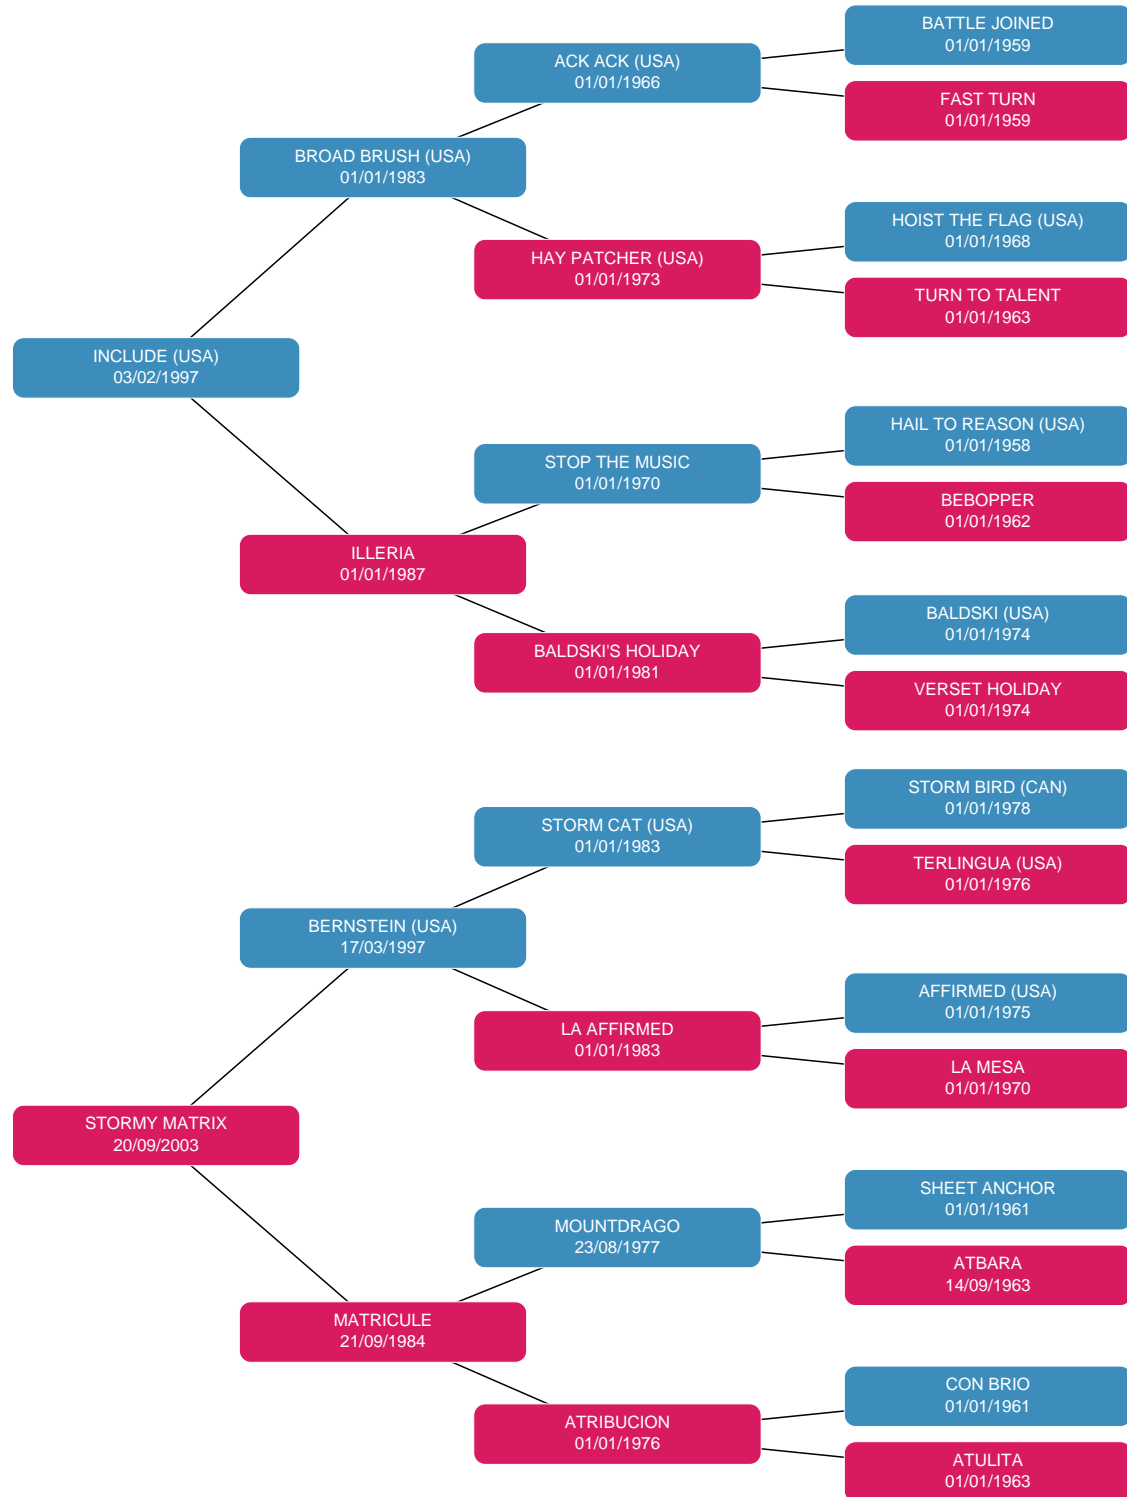 BATTLE JOINED
01/01/1959
ACK ACK (USA)
01/01/1966
FAST TURN
01/01/1959
BROAD BRUSH (USA)
01/01/1983
HOIST THE FLAG (USA)
01/01/1968
HAY PATCHER (USA)
01/01/1973
TURN TO TALENT
01/01/1963
INCLUDE (USA)
03/02/1997
HAIL TO REASON (USA)
01/01/1958
STOP THE MUSIC
01/01/1970
BEBOPPER
01/01/1962
ILLERIA
01/01/1987
BALDSKI (USA)
01/01/1974
BALDSKI'S HOLIDAY
01/01/1981
VERSET HOLIDAY
01/01/1974
STORM BIRD (CAN)
01/01/1978
STORM CAT (USA)
01/01/1983
TERLINGUA (USA)
01/01/1976
BERNSTEIN (USA)
17/03/1997
AFFIRMED (USA)
01/01/1975
LA AFFIRMED
01/01/1983
LA MESA
01/01/1970
STORMY MATRIX
20/09/2003
SHEET ANCHOR
01/01/1961
MOUNTDRAGO
23/08/1977
ATBARA
14/09/1963
MATRICULE
21/09/1984
CON BRIO
01/01/1961
ATRIBUCION
01/01/1976
ATULITA
01/01/1963